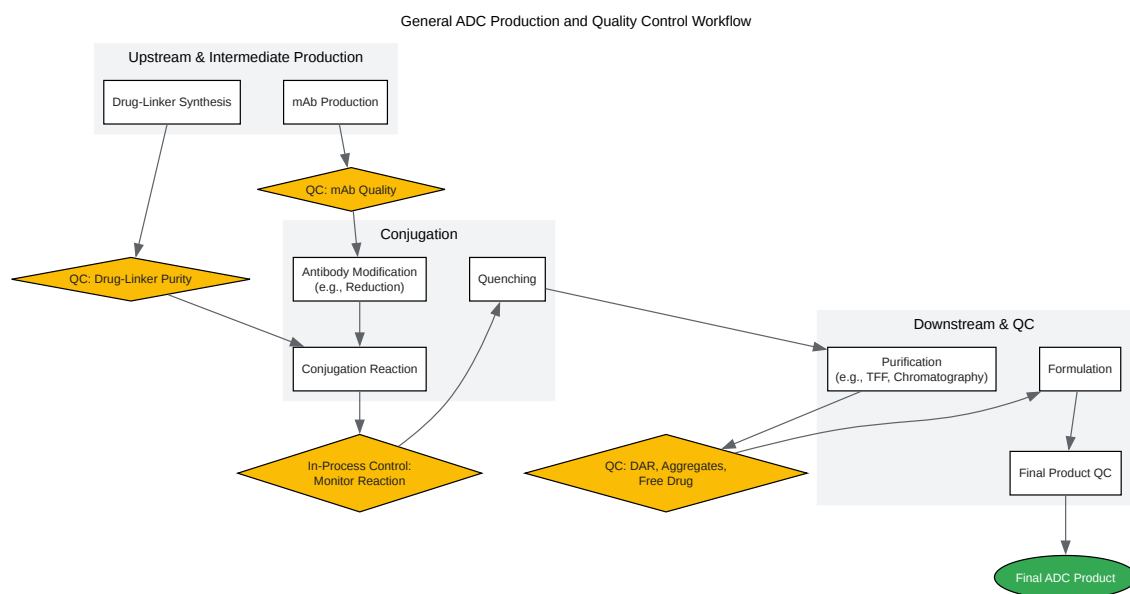 General ADC Production and Quality Control Workflow
Upstream & Intermediate Production
Drug-Linker Synthesis
mAb Production
QC: mAb Quality
Conjugation
QC: Drug-Linker Purity
Antibody Modification
(e.g., Reduction)
Quenching
Conjugation Reaction
In-Process Control:
Monitor Reaction
Downstream & QC
Purification
(e.g., TFF, Chromatography)
Formulation
QC: DAR, Aggregates,
Free Drug
Final Product QC
Final ADC Product